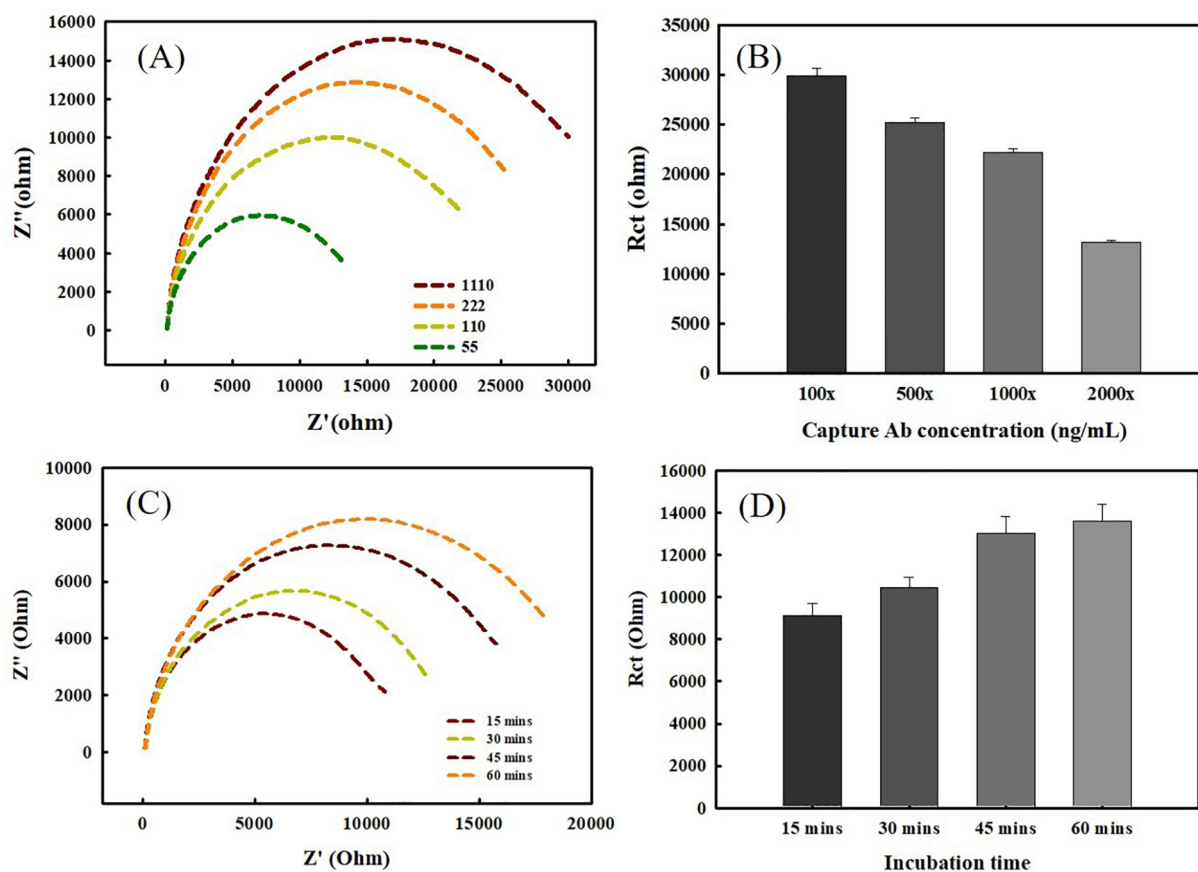 (A)
16000
14000
12000
10000
8000
6000
4000
2000
0
Z''(ohm)
1110
222
110
55
0 5000 10000 15000 20000 25000 30000
Z'(ohm)
(B)
35000
30000
25000
20000
15000
10000
5000
0
Rct (ohm)
100x 500x 1000x 2000x
Capture Ab concentration (ng/mL)
(C)
10000
8000
6000
4000
2000
0
Z'' (Ohm)
15 mins
30 mins
45 mins
60 mins
0 5000 10000 15000 20000
Z' (Ohm)
(D)
16000
14000
12000
10000
8000
6000
4000
2000
0
Rct (Ohm)
15 mins 30 mins 45 mins 60 mins
Incubation time